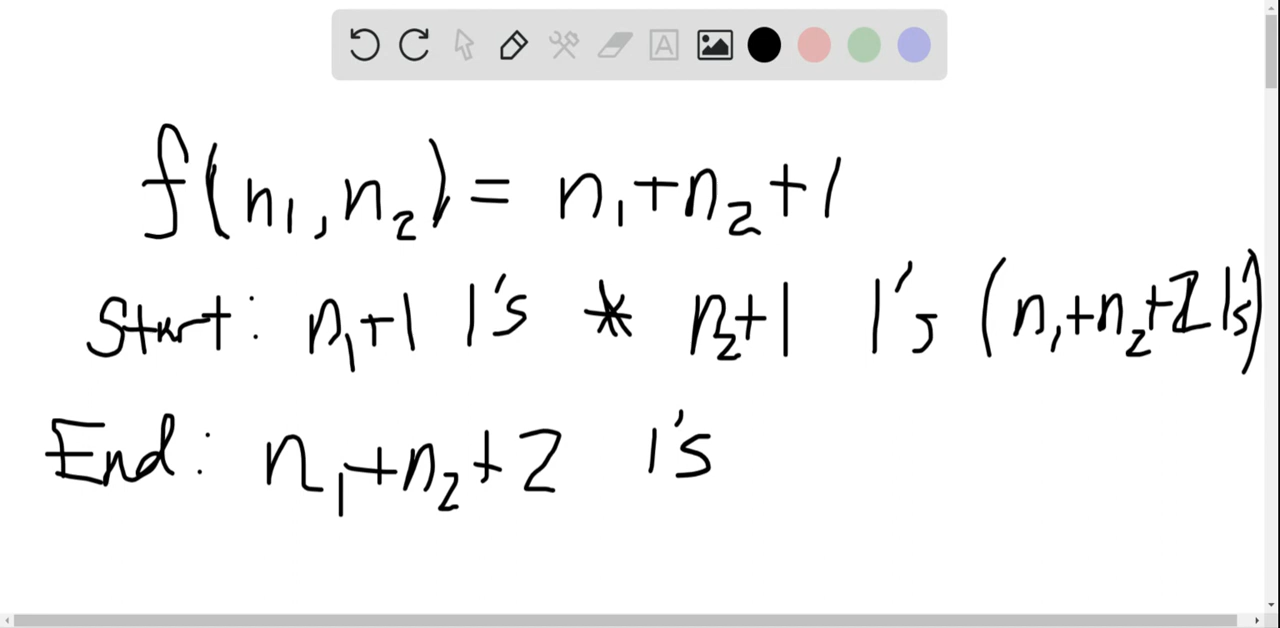 f(n₁,n₂)= n₁+n₂+1
Start: n₁+1 1's * n₂+1 1's (n₁+n₂+2 1's)
End: n₁+n₂+2 1's